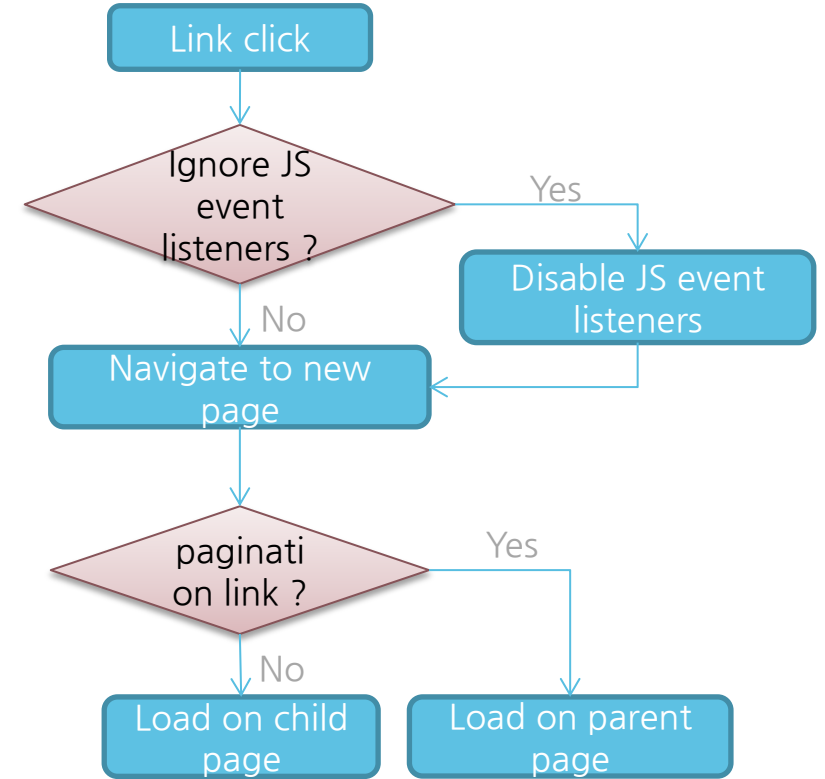 Link click
Ignore JS
event
listeners ?
Yes
Disable JS event
listeners
No
Navigate to new
page
paginati
on link ?
Yes
No
Load on child
page
Load on parent
page